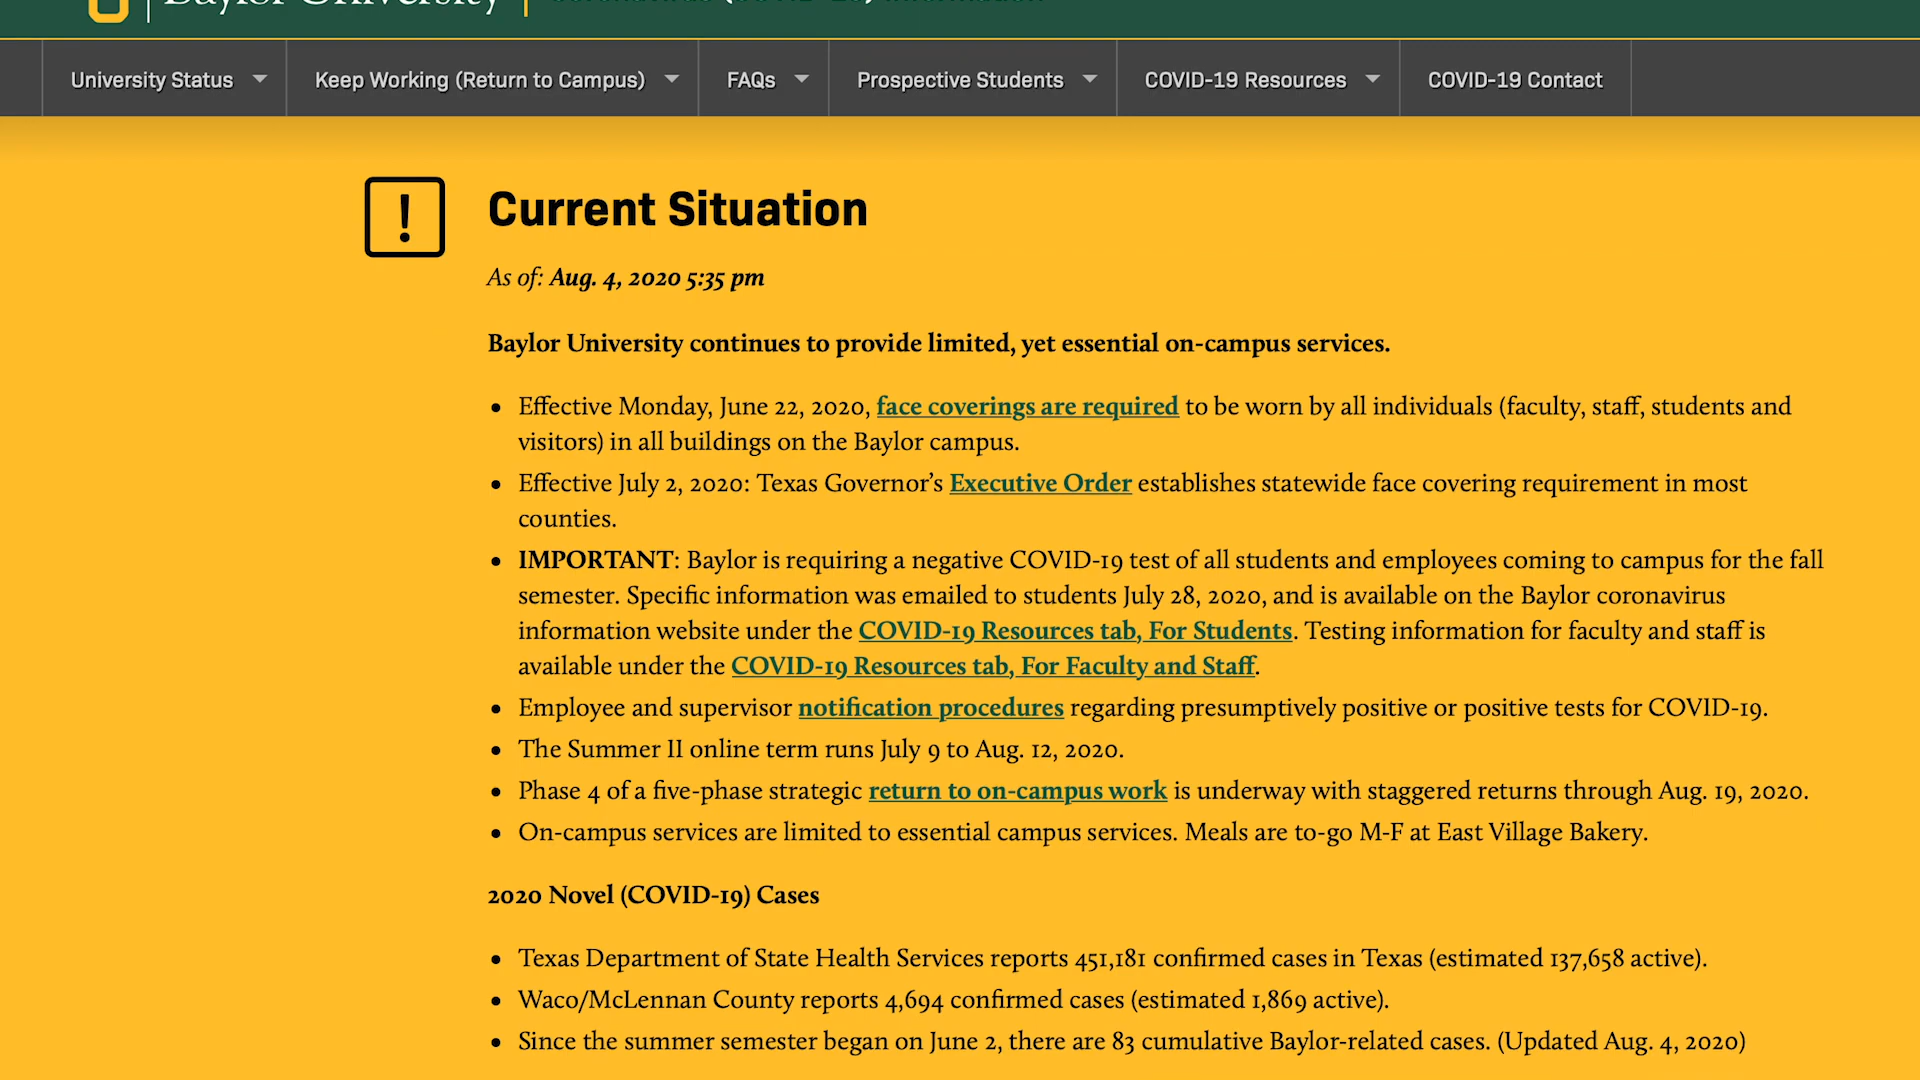 Baylor University
University Status
Keep Working (Return to Campus)
FAQs
Prospective Students
COVID-19 Resources
COVID-19 Contact
!
Current Situation
As of: Aug. 4, 2020 5:35 pm
Baylor University continues to provide limited, yet essential on-campus services.
• Effective Monday, June 22, 2020, face coverings are required to be worn by all individuals (faculty, staff, students and
visitors) in all buildings on the Baylor campus.
• Effective July 2, 2020: Texas Governor’s Executive Order establishes statewide face covering requirement in most
counties.
• IMPORTANT: Baylor is requiring a negative COVID-19 test of all students and employees coming to campus for the fall
semester. Specific information was emailed to students July 28, 2020, and is available on the Baylor coronavirus
information website under the COVID-19 Resources tab, For Students. Testing information for faculty and staff is
available under the COVID-19 Resources tab, For Faculty and Staff.
• Employee and supervisor notification procedures regarding presumptively positive or positive tests for COVID-19.
• The Summer II online term runs July 9 to Aug. 12, 2020.
• Phase 4 of a five-phase strategic return to on-campus work is underway with staggered returns through Aug. 19, 2020.
• On-campus services are limited to essential campus services. Meals are to-go M-F at East Village Bakery.
2020 Novel (COVID-19) Cases
• Texas Department of State Health Services reports 451,181 confirmed cases in Texas (estimated 137,658 active).
• Waco/McLennan County reports 4,694 confirmed cases (estimated 1,869 active).
• Since the summer semester began on June 2, there are 83 cumulative Baylor-related cases. (Updated Aug. 4, 2020)